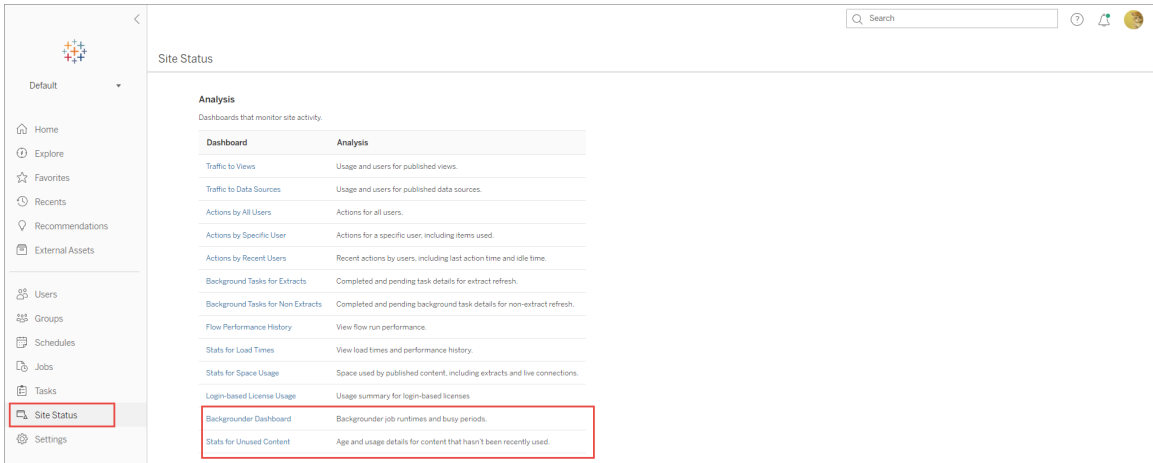 Search
Default
Home
Explore
Favorites
Recents
Recommendations
External Assets
Users
Groups
Schedules
Jobs
Tasks
Site Status
Settings
Site Status
Analysis
Dashboards that monitor site activity.
Dashboard Analysis
Traffic to Views Usage and users for published views.
Traffic to Data Sources Usage and users for published data sources.
Actions by All Users Actions for all users.
Actions by Specific User Actions for a specific user, including items used.
Actions by Recent Users Recent actions by users, including last action time and idle time.
Background Tasks for Extracts Completed and pending task details for extract refresh.
Background Tasks for Non Extracts Completed and pending background task details for non-extract refresh.
Flow Performance History View flow run performance.
Stats for Load Times View load times and performance history.
Stats for Space Usage Space used by published content, including extracts and live connections.
Login-based License Usage Usage summary for login-based licenses
Backgrounder Dashboard Backgrounder job runtimes and busy periods.
Stats for Unused Content Age and usage details for content that hasn't been recently used.